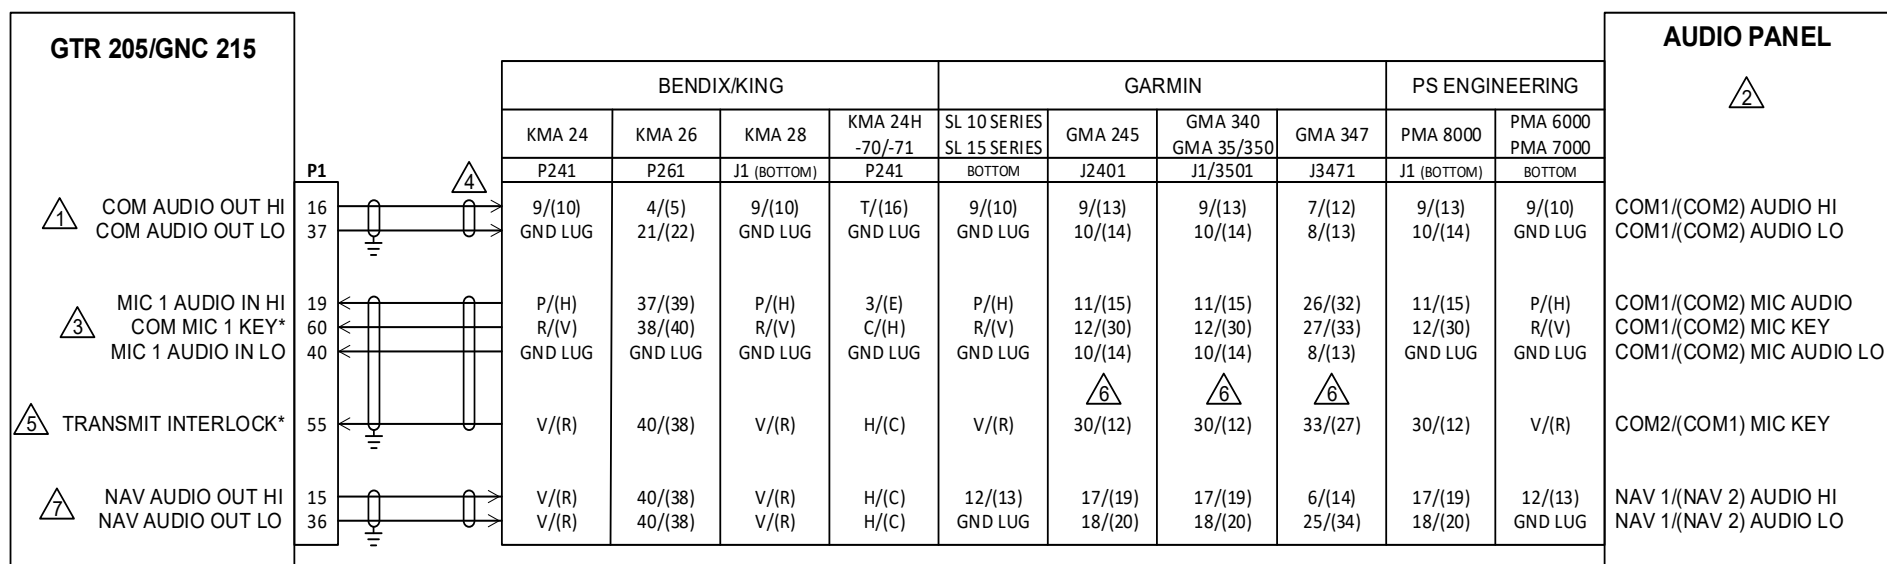 GTR 205/GNC 215
AUDIO PANEL
2
BENDIX/KING GARMIN PS ENGINEERING
KMA 24 KMA 26 KMA 28 KMA 24H -70/-71 SL 10 SERIES SL 15 SERIES GMA 245 GMA 340 GMA 35/350 GMA 347 PMA 8000 PMA 6000 PMA 7000
P1 4 P241 P261 J1 (BOTTOM) P241 BOTTOM J2401 J1/3501 J3471 J1 (BOTTOM) BOTTOM
1 COM AUDIO OUT HI 16 9/(10) 4/(5) 9/(10) T/(16) 9/(10) 9/(13) 9/(13) 7/(12) 9/(13) 9/(10) COM1/(COM2) AUDIO HI
COM AUDIO OUT LO 37 GND LUG 21/(22) GND LUG GND LUG GND LUG 10/(14) 10/(14) 8/(13) 10/(14) GND LUG COM1/(COM2) AUDIO LO
MIC 1 AUDIO IN HI 19 P/(H) 37/(39) P/(H) 3/(E) P/(H) 11/(15) 11/(15) 26/(32) 11/(15) P/(H) COM1/(COM2) MIC AUDIO
3 COM MIC 1 KEY* 60 R/(V) 38/(40) R/(V) C/(H) R/(V) 12/(30) 12/(30) 27/(33) 12/(30) R/(V) COM1/(COM2) MIC KEY
MIC 1 AUDIO IN LO 40 GND LUG GND LUG GND LUG GND LUG GND LUG 10/(14) 10/(14) 8/(13) GND LUG GND LUG COM1/(COM2) MIC AUDIO LO
6 6 6
5 TRANSMIT INTERLOCK* 55 V/(R) 40/(38) V/(R) H/(C) V/(R) 30/(12) 30/(12) 33/(27) 30/(12) V/(R) COM2/(COM1) MIC KEY
7 NAV AUDIO OUT HI 15 V/(R) 40/(38) V/(R) H/(C) 12/(13) 17/(19) 17/(19) 6/(14) 17/(19) 12/(13) NAV 1/(NAV 2) AUDIO HI
NAV AUDIO OUT LO 36 V/(R) 40/(38) V/(R) H/(C) GND LUG 18/(20) 18/(20) 25/(34) 18/(20) GND LUG NAV 1/(NAV 2) AUDIO LO